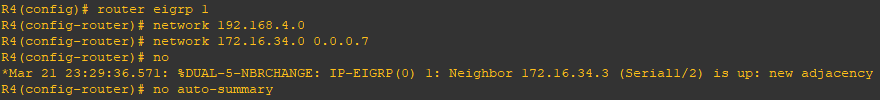 R4(config)# router eigrp 1
R4(config-router)# network 192.168.4.0
R4(config-router)# network 172.16.34.0 0.0.0.7
R4(config-router)# no
*Mar 21 23:29:36.571: %DUAL-5-NBRCHANGE: IP-EIGRP(0) 1: Neighbor 172.16.34.3 (Serial1/2) is up: new adjacency
R4(config-router)# no auto-summary